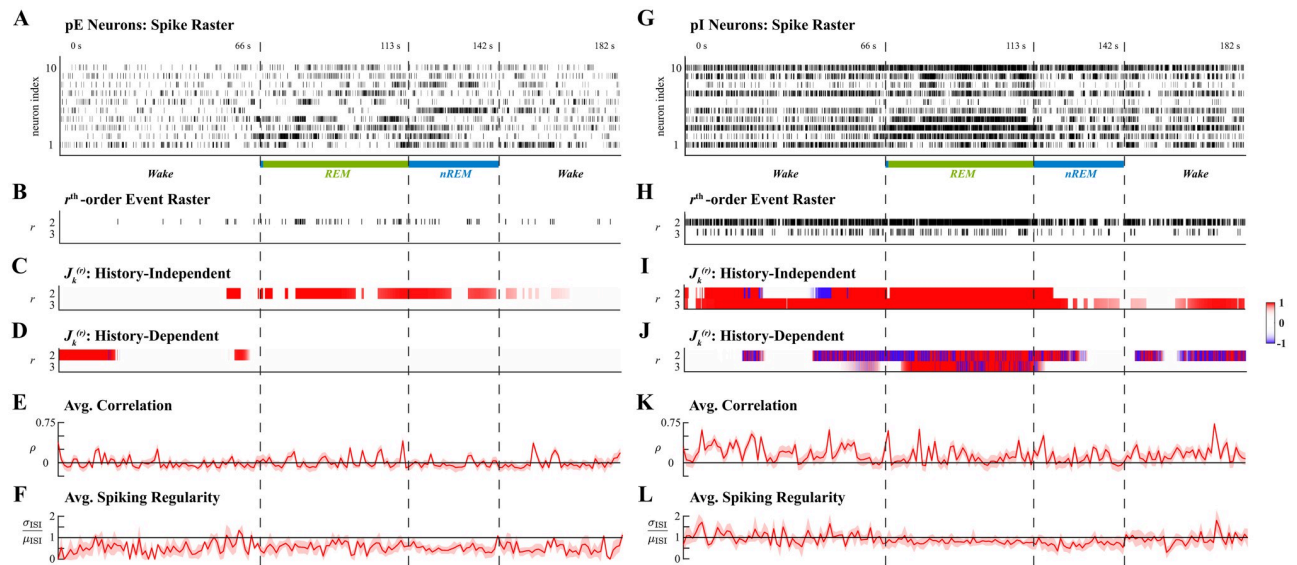 A pE Neurons: Spike Raster
0 s 66 s 113 s 142 s 182 s
10
neuron index
1
Wake REM nREM Wake
B rth-order Event Raster
r 2
3
C Jk(r): History-Independent
r 2
3
D Jk(r): History-Dependent
r 2
3
E Avg. Correlation
0.75
ρ
0
F Avg. Spiking Regularity
2
σISI
1
μISI
0
G pI Neurons: Spike Raster
0 s 66 s 113 s 142 s 182 s
10
neuron index
1
Wake REM nREM Wake
H rth-order Event Raster
r 2
3
I Jk(r): History-Independent
r 2
3
1
-1
J Jk(r): History-Dependent
r 2
3
K Avg. Correlation
0.75
ρ
0
L Avg. Spiking Regularity
2
σISI
1
μISI
0